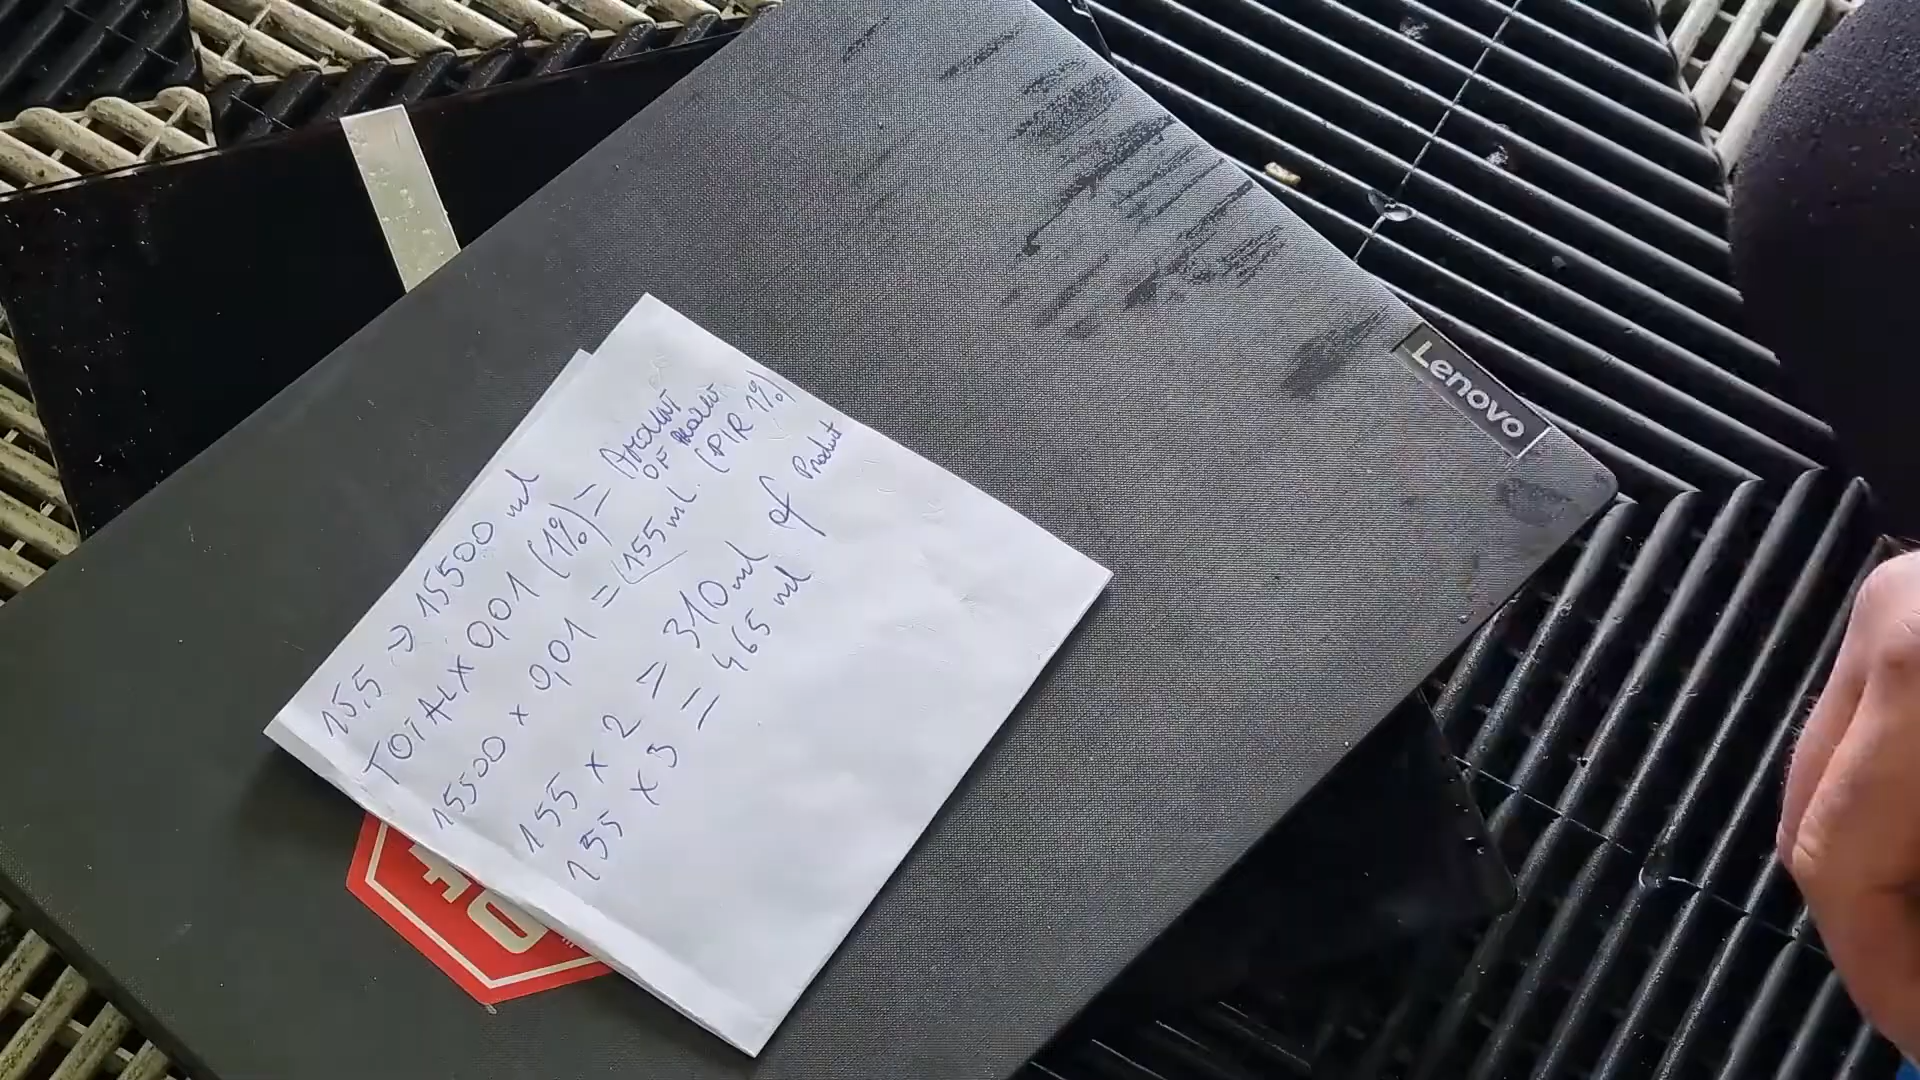 15,5 → 15500 ml
TOTAL x 0,01 (1%) = AMOUNT
OF PRODUCT
15500 x 0,01 = 155 ml. (PIR 1%)
155 x 2 = 310 ml of Product
155 x 3 = 465 ml
Lenovo